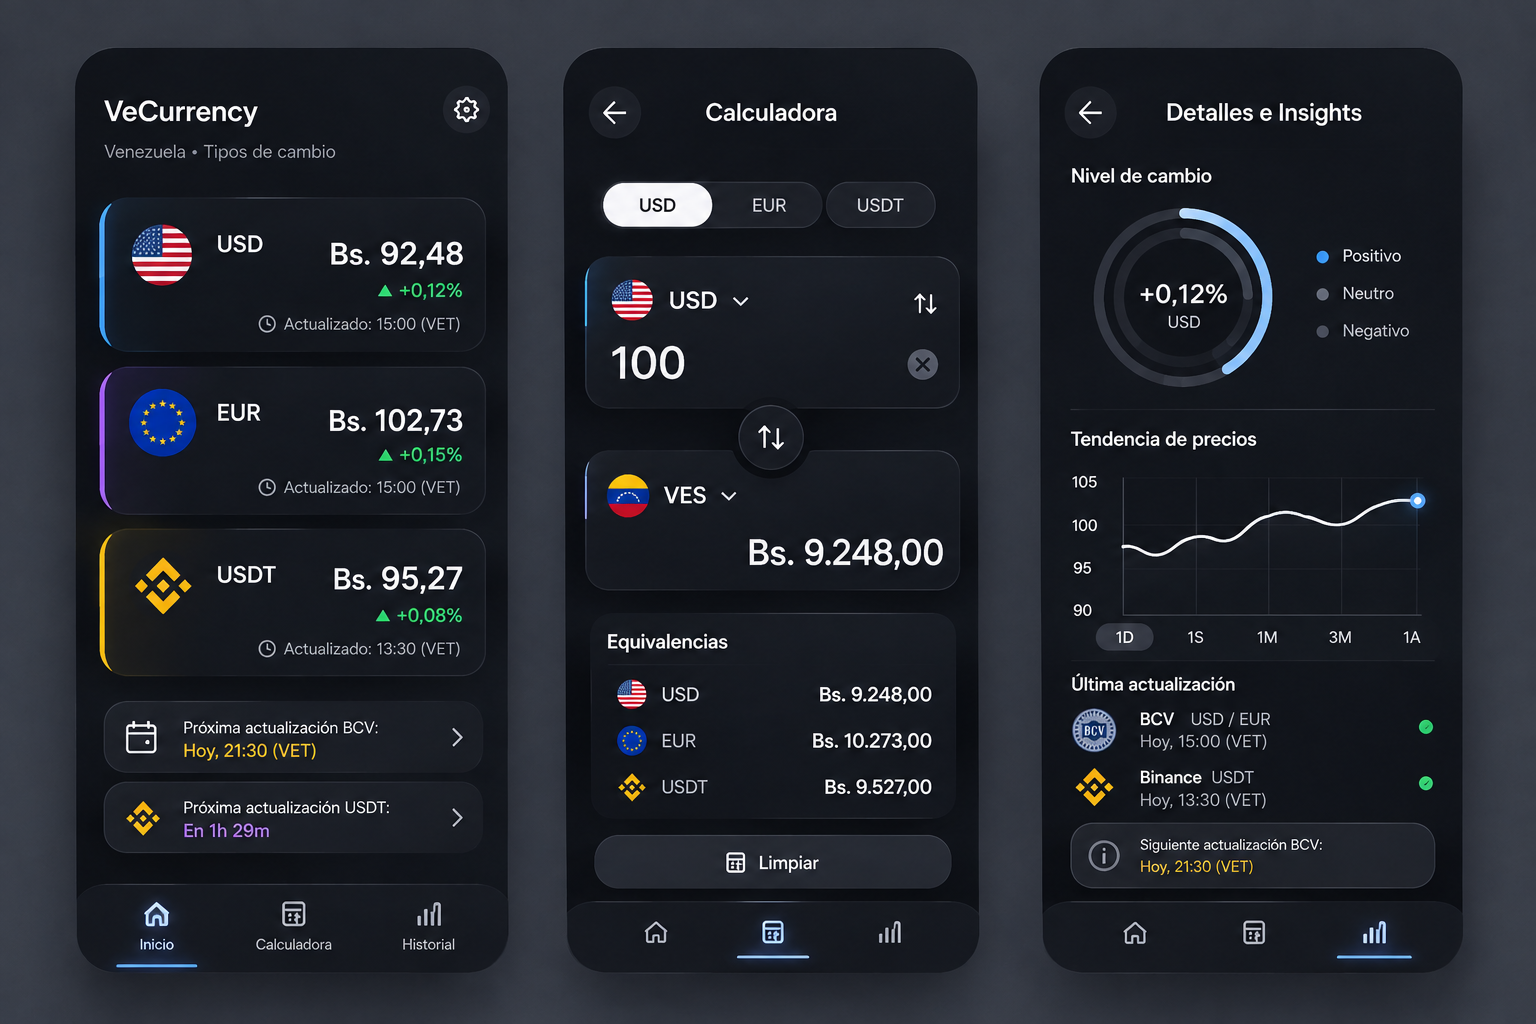 VeCurrency
Venezuela • Tipos de cambio
USD
Bs. 92,48
▲ +0,12%
Actualizado: 15:00 (VET)
EUR
Bs. 102,73
▲ +0,15%
Actualizado: 15:00 (VET)
USDT
Bs. 95,27
▲ +0,08%
Actualizado: 13:30 (VET)
Próxima actualización BCV:
Hoy, 21:30 (VET)
Próxima actualización USDT:
En 1h 29m
Inicio
Calculadora
Historial
Calculadora
USD
EUR
USDT
USD
100
VES
Bs. 9.248,00
Equivalencias
USD
Bs. 9.248,00
EUR
Bs. 10.273,00
USDT
Bs. 9.527,00
Limpiar
Detalles e Insights
Nivel de cambio
+0,12%
USD
Positivo
Neutro
Negativo
Tendencia de precios
105
100
95
90
1D
1S
1M
3M
1A
Última actualización
BCV
BCV USD / EUR
Hoy, 15:00 (VET)
Binance USDT
Hoy, 13:30 (VET)
Siguiente actualización BCV:
Hoy, 21:30 (VET)